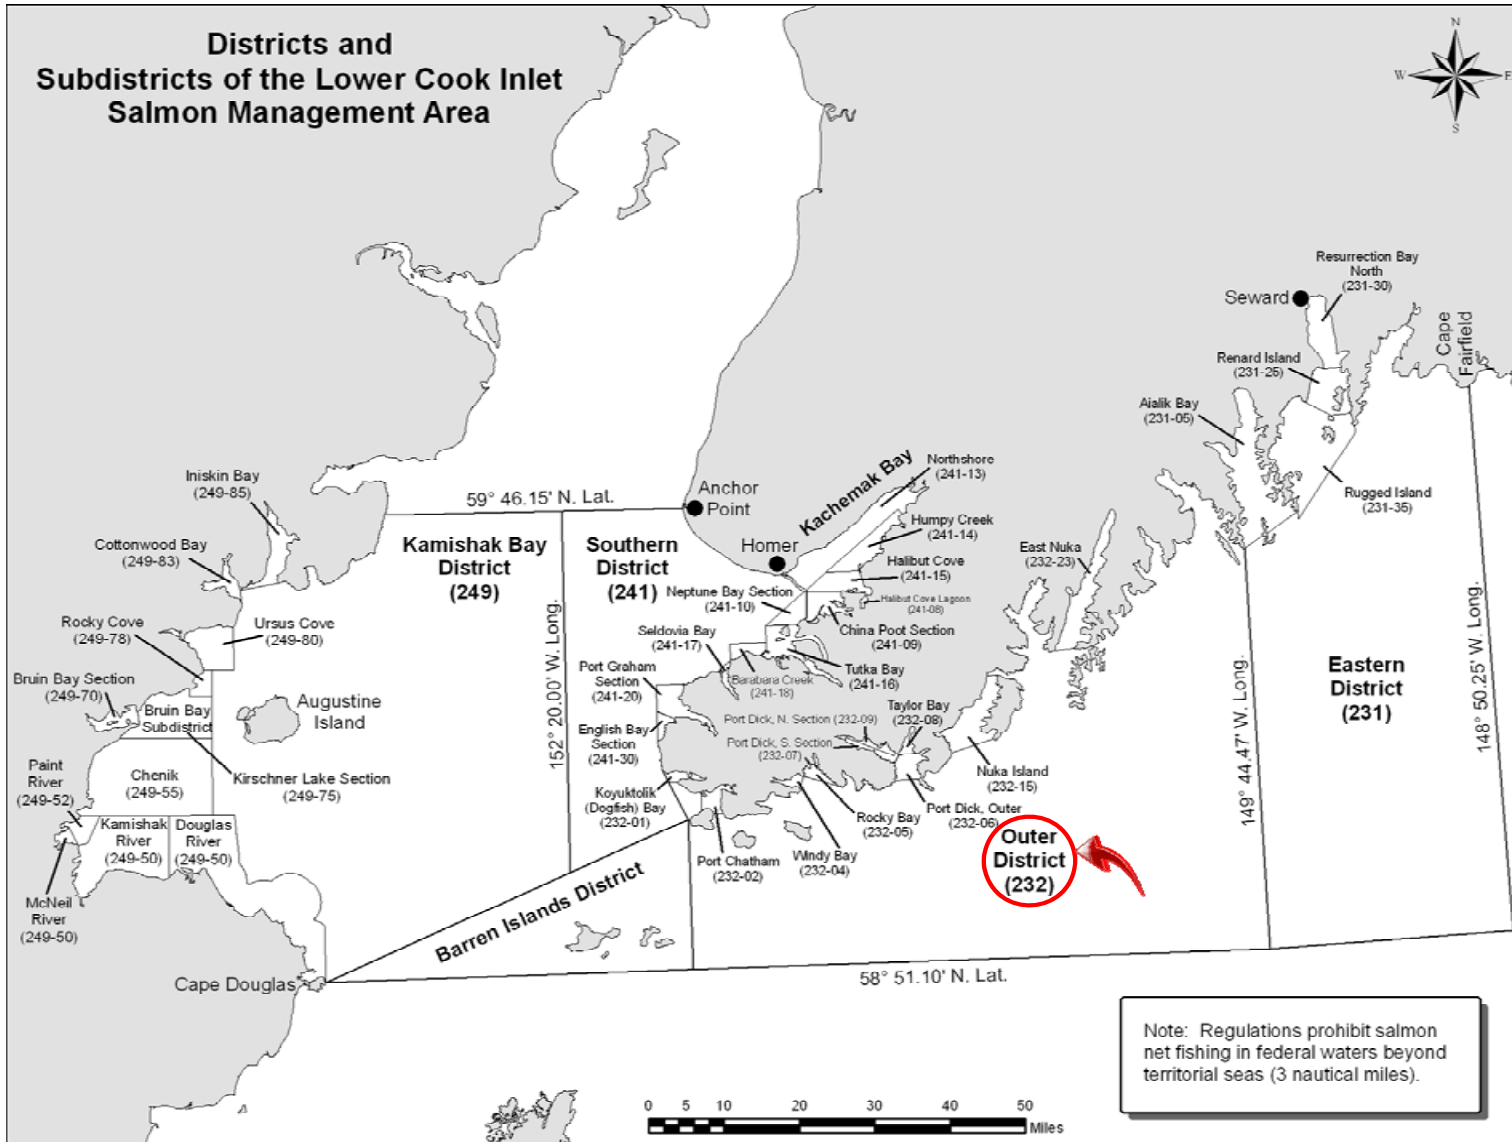 Districts and
Subdistricts of the Lower Cook Inlet
Salmon Management Area
N
W
E
S
Resurrection Bay
North
(231-30)
Seward
Cape
Fairfield
Renard Island
(231-25)
Aialik Bay
(231-05)
Rugged Island
(231-35)
Kachemak Bay
Northshore
(241-13)
Iniskin Bay
(249-85)
59° 46.15' N. Lat.
Anchor
Point
Humpy Creek
(241-14)
Cottonwood Bay
(249-83)
Kamishak Bay
District
(249)
Southern
District
(241)
Homer
Halibut Cove
(241-15)
East Nuka
(232-23)
Neptune Bay Section
(241-10)
Halibut Cove Lagoon
(241-08)
Rocky Cove
(249-78)
Ursus Cove
(249-80)
Seldovia Bay
(241-17)
China Poot Section
(241-09)
Bruin Bay Section
(249-70)
Port Graham
Section
(241-20)
Barabara Creek
(241-18)
Tutka Bay
(241-16)
Eastern
District
(231)
Bruin Bay
Subdistrict
Augustine
Island
152° 20.00' W. Long.
149° 44.47' W. Long.
148° 50.25' W. Long.
English Bay
Section
(241-30)
Port Dick, N. Section (232-09)
Taylor Bay
(232-08)
Port Dick, S. Section
(232-07)
Paint
River
(249-52)
Chenik
(249-55)
Kirschner Lake Section
(249-75)
Koyuktolik
(Dogfish) Bay
(232-01)
Nuka Island
(232-15)
Port Dick, Outer
(232-06)
Rocky Bay
(232-05)
Kamishak
River
(249-50)
Douglas
River
(249-50)
Outer
District
(232)
Port Chatham
(232-02)
Windy Bay
(232-04)
McNeil
River
(249-50)
Barren Islands District
Cape Douglas
58° 51.10' N. Lat.
Note: Regulations prohibit salmon
net fishing in federal waters beyond
territorial seas (3 nautical miles).
0 5 10 20 30 40 50
Miles